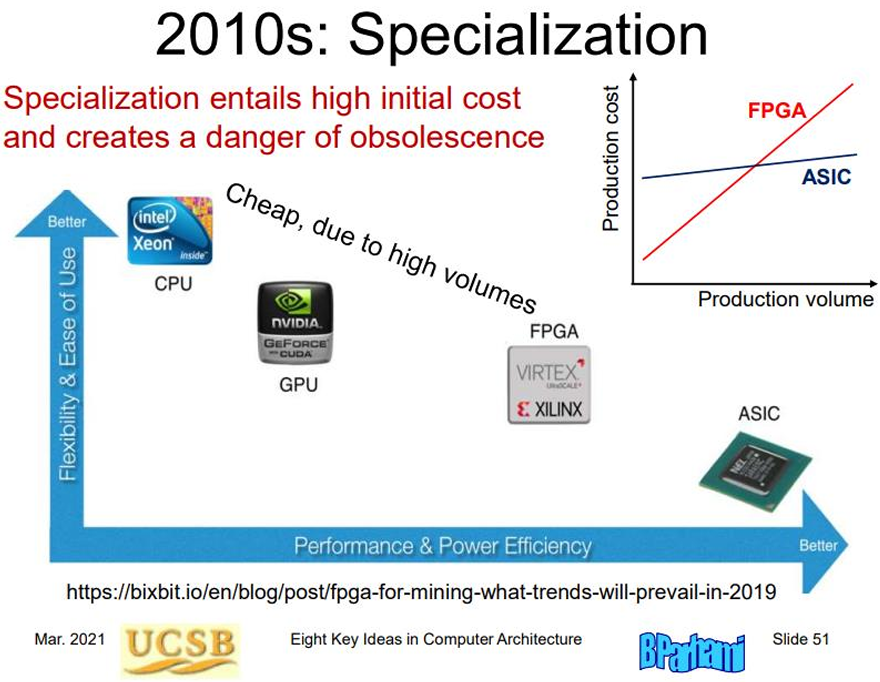 2010s: Specialization
Specialization entails high initial cost
and creates a danger of obsolescence
Production cost
FPGA
ASIC
Production volume
Better
Flexibility & Ease of Use
intel
Xeon
inside
CPU
Cheap, due to high volumes
NVIDIA.
GEFORCE
CUDA
GPU
FPGA
VIRTEX
UltraSCALE+
XILINX
ASIC
Performance & Power Efficiency
Better
https://bixbit.io/en/blog/post/fpga-for-mining-what-trends-will-prevail-in-2019
Mar. 2021
UCSB
Eight Key Ideas in Computer Architecture
BParhami
Slide 51